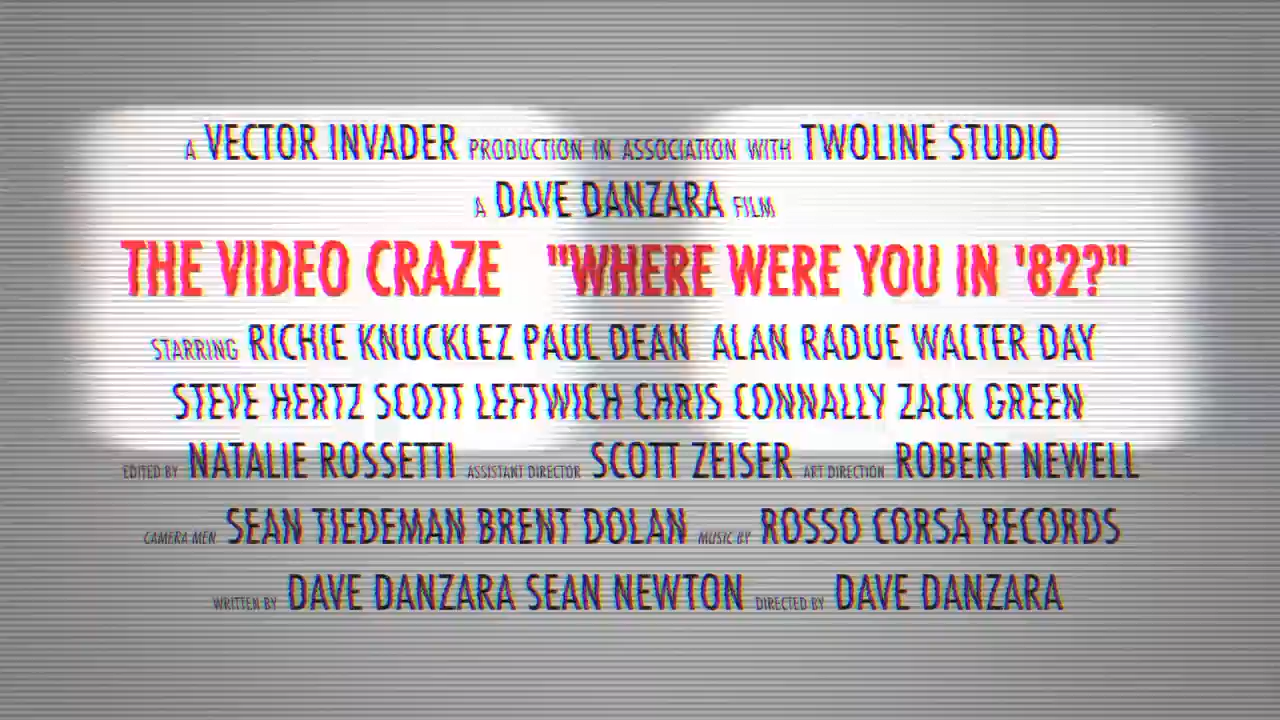 A VECTOR INVADER PRODUCTION IN ASSOCIATION WITH TWOLINE STUDIO
A DAVE DANZARA FILM
THE VIDEO CRAZE "WHERE WERE YOU IN '82?"
STARRING RICHIE KNUCKLEZ PAUL DEAN ALAN RADUE WALTER DAY
STEVE HERTZ SCOTT LEFTWICH CHRIS CONNALLY ZACK GREEN
EDITED BY NATALIE ROSSETTI ASSISTANT DIRECTOR SCOTT ZEISER ART DIRECTION ROBERT NEWELL
CAMERA MEN SEAN TIEDEMAN BRENT DOLAN MUSIC BY ROSSO CORSA RECORDS
WRITTEN BY DAVE DANZARA SEAN NEWTON DIRECTED BY DAVE DANZARA